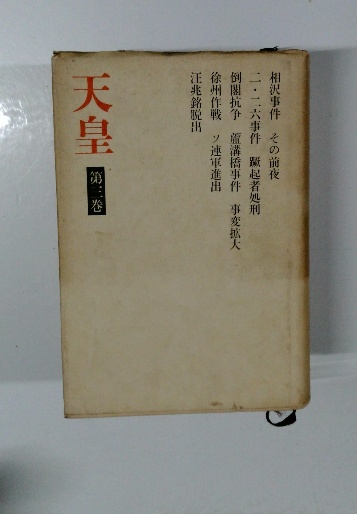 相沢事件 その前夜
二・二六事件 蹶起者処刑
倒閣抗争 蘆溝橋事件 事変拡大
徐州作戦 ソ連軍進出
汪兆銘脱出
天皇
第三巻